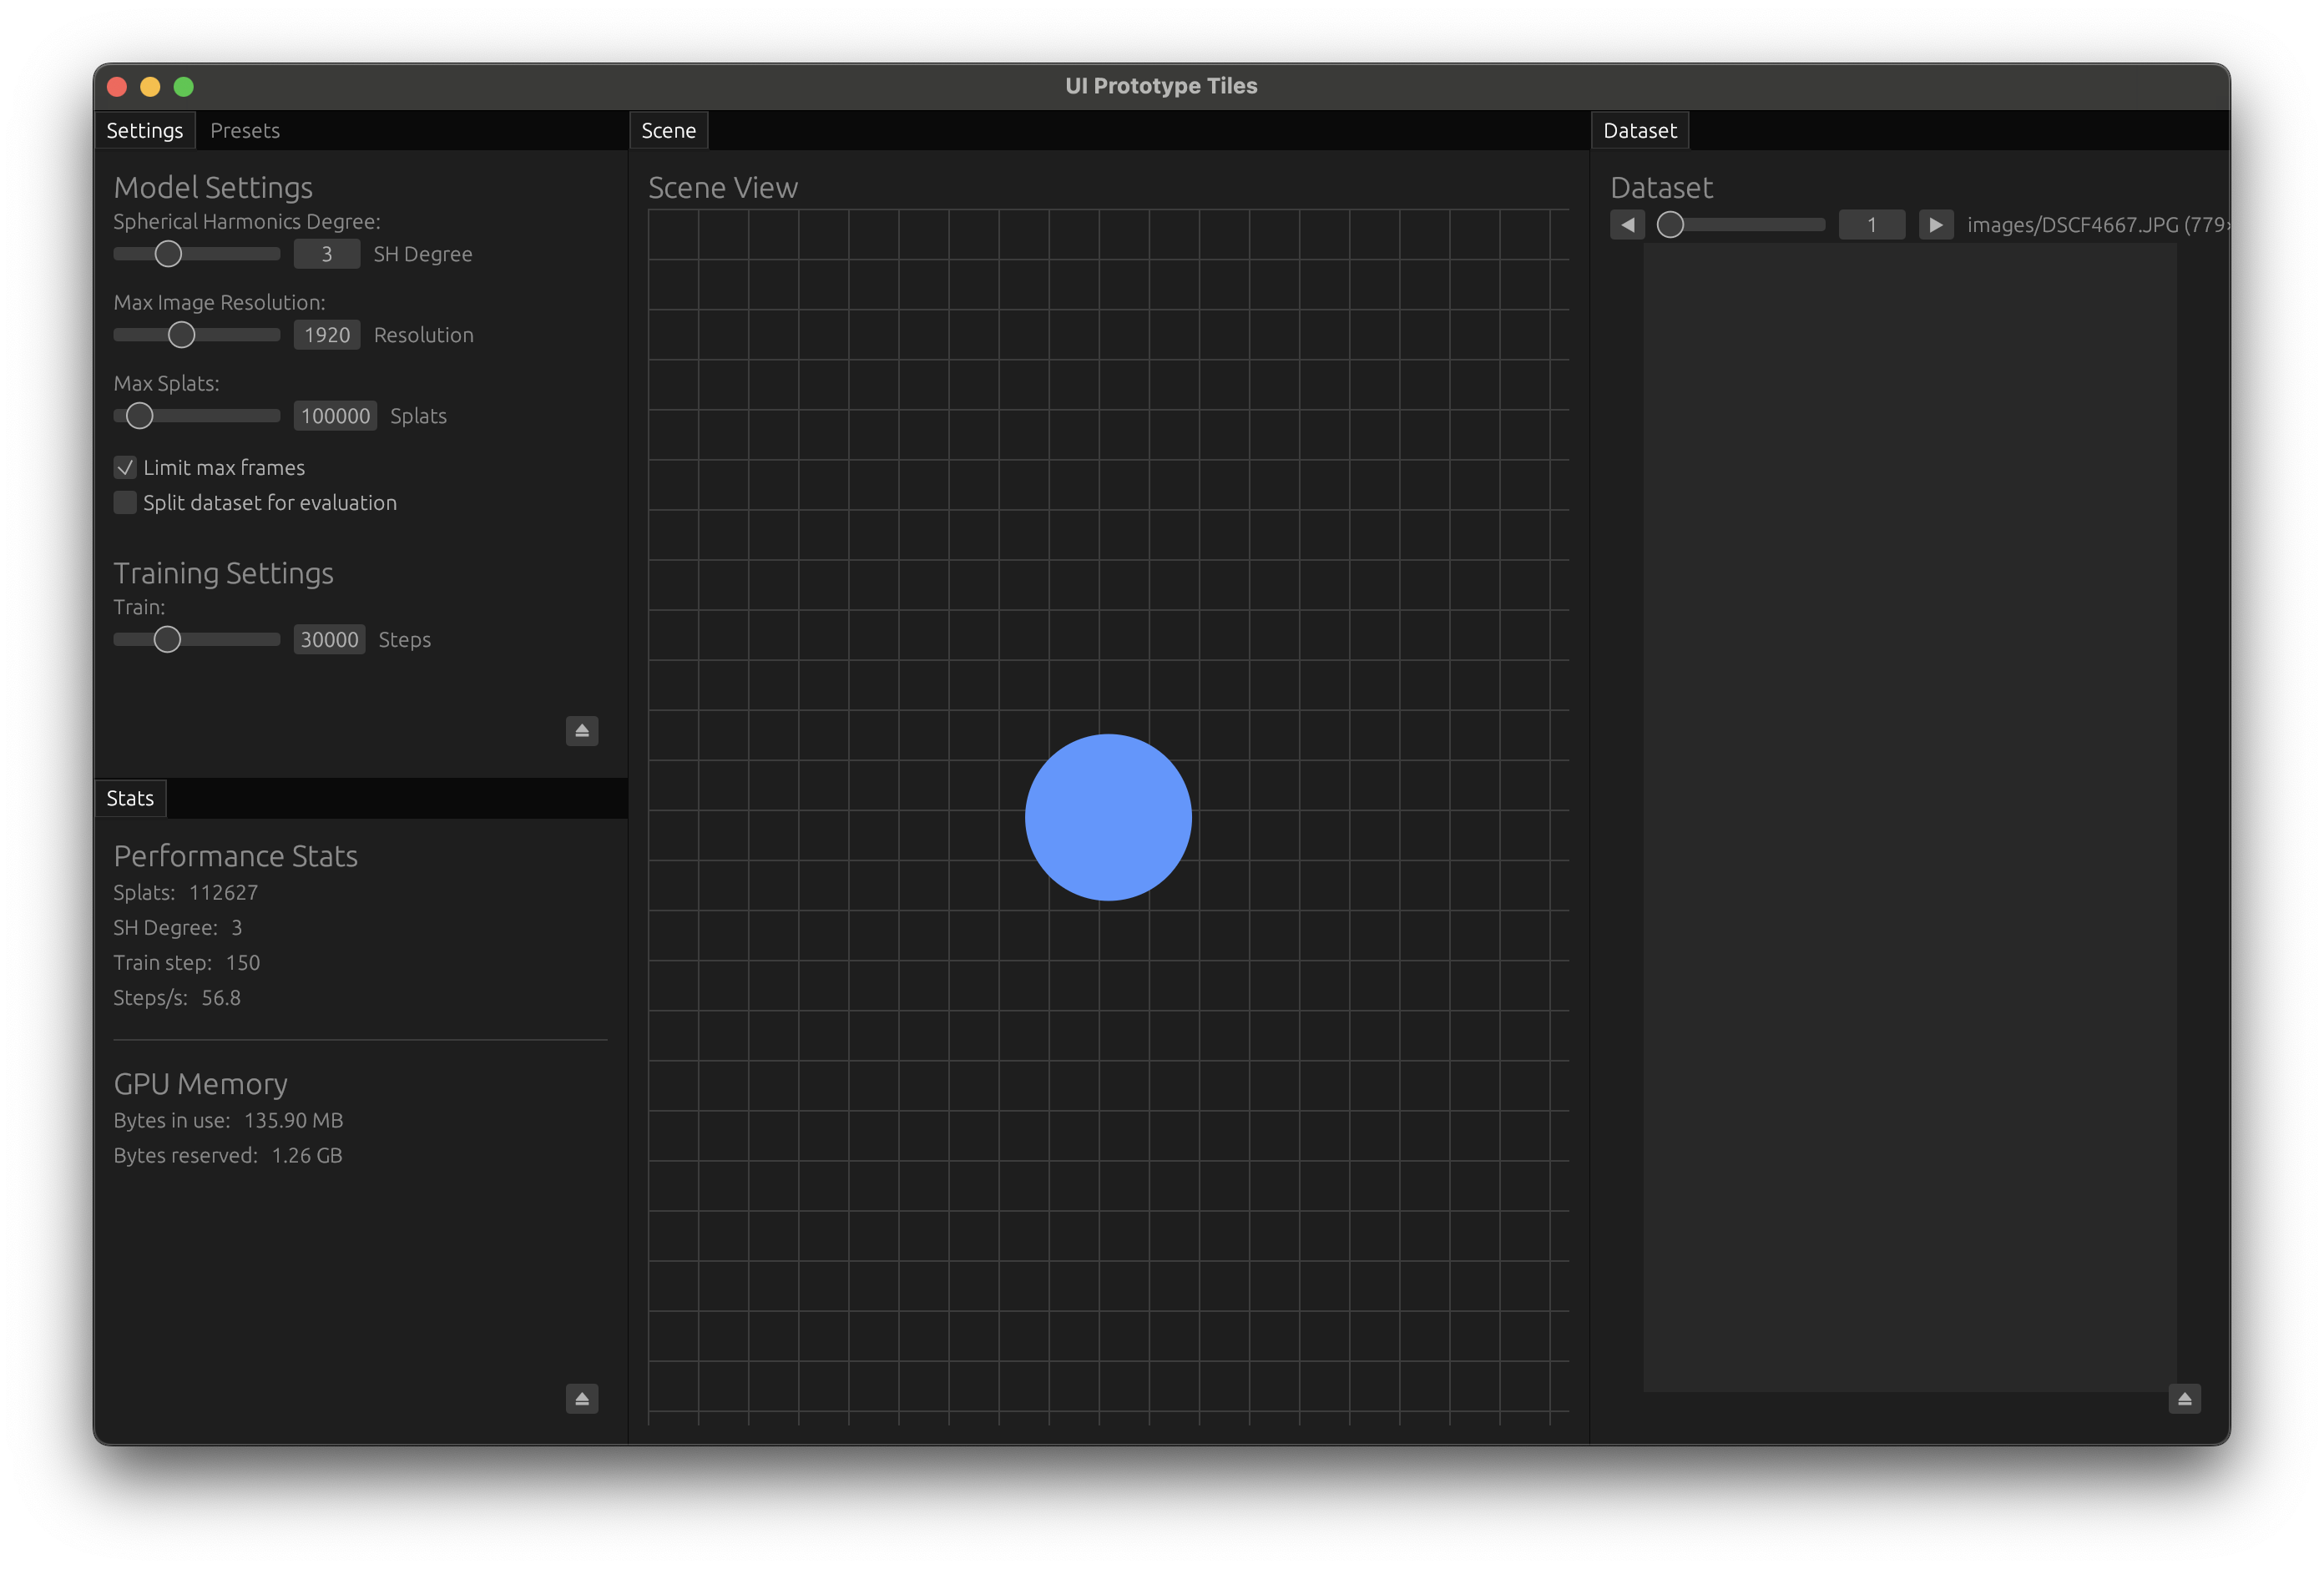 UI Prototype Tiles
Settings Presets
Model Settings
Spherical Harmonics Degree:
3 SH Degree
Max Image Resolution:
1920 Resolution
Max Splats:
100000 Splats
Limit max frames
Split dataset for evaluation
Training Settings
Train:
30000 Steps
Stats
Performance Stats
Splats: 112627
SH Degree: 3
Train step: 150
Steps/s: 56.8
GPU Memory
Bytes in use: 135.90 MB
Bytes reserved: 1.26 GB
Scene
Scene View
Dataset
Dataset
1 images/DSCF4667.JPG (779